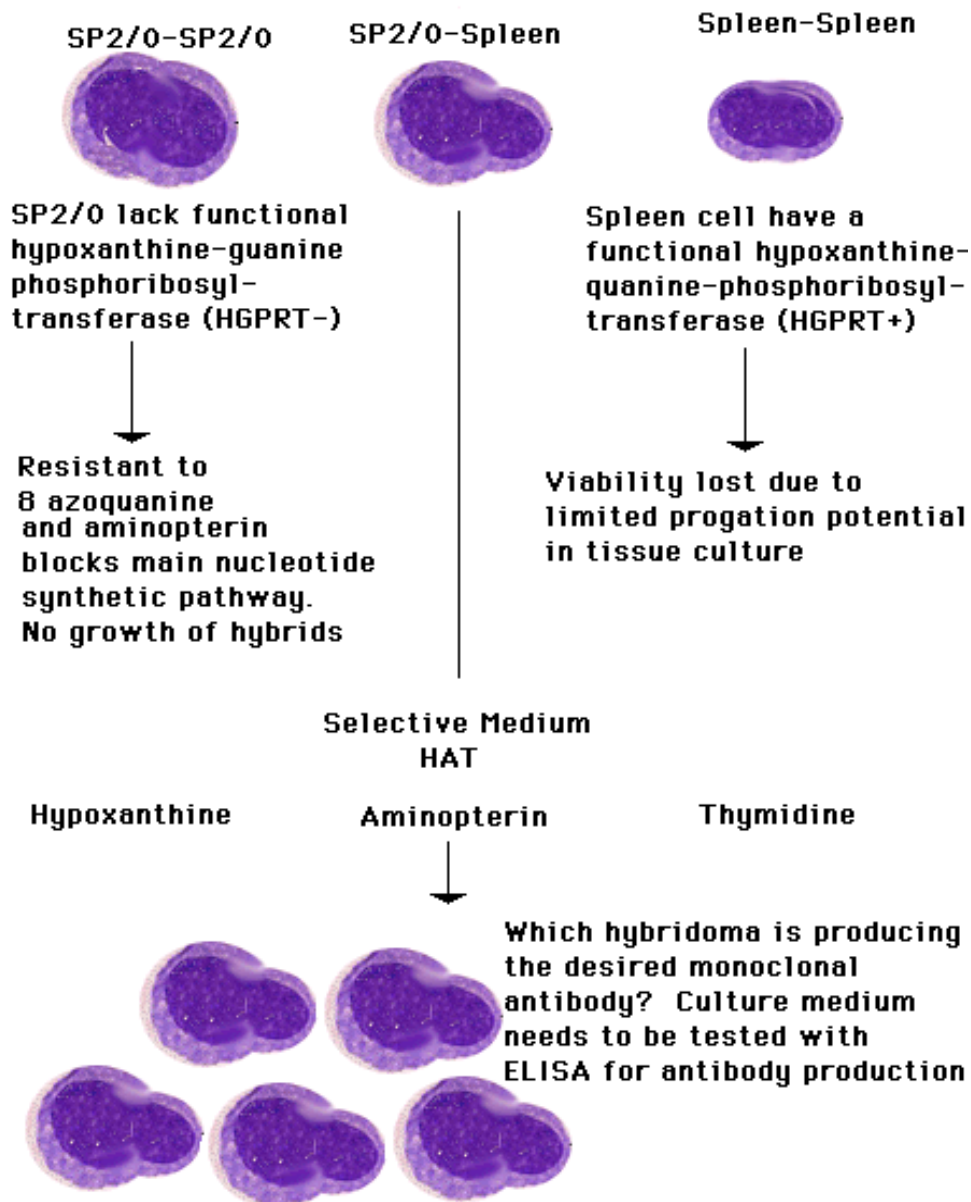 SP2/0-SP2/0
SP2/0-Spleen
Spleen-Spleen
SP2/0 lack functional
hypoxanthine-guanine
phosphoribosyl-
transferase (HGPRT-)
Spleen cell have a
functional hypoxanthine-
quanine-phosphoribosyl-
transferase (HGPRT+)
Resistant to
8 azoquanine
and aminopterin
blocks main nucleotide
synthetic pathway.
No growth of hybrids
Viability lost due to
limited progation potential
in tissue culture
Selective Medium
HAT
Hypoxanthine
Aminopterin
Thymidine
Which hybridoma is producing
the desired monoclonal
antibody? Culture medium
needs to be tested with
ELISA for antibody production